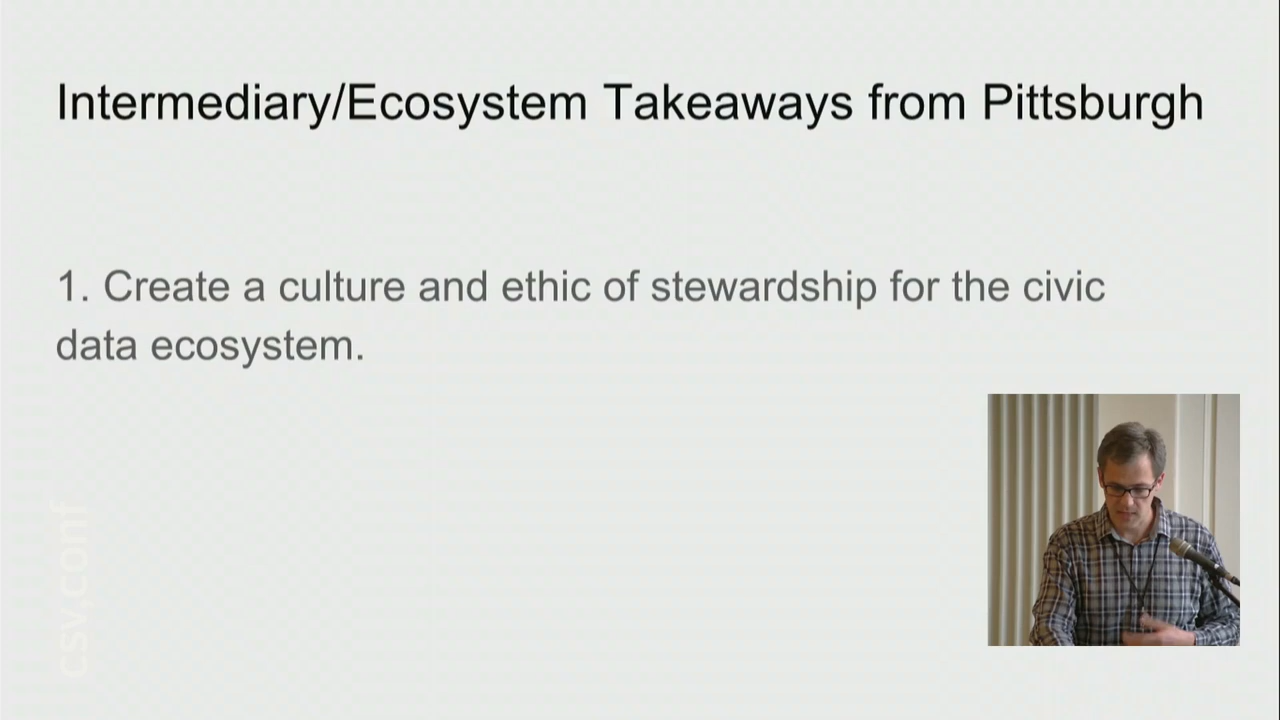 Intermediary/Ecosystem Takeaways from Pittsburgh
1. Create a culture and ethic of stewardship for the civic
data ecosystem.
csv.conf